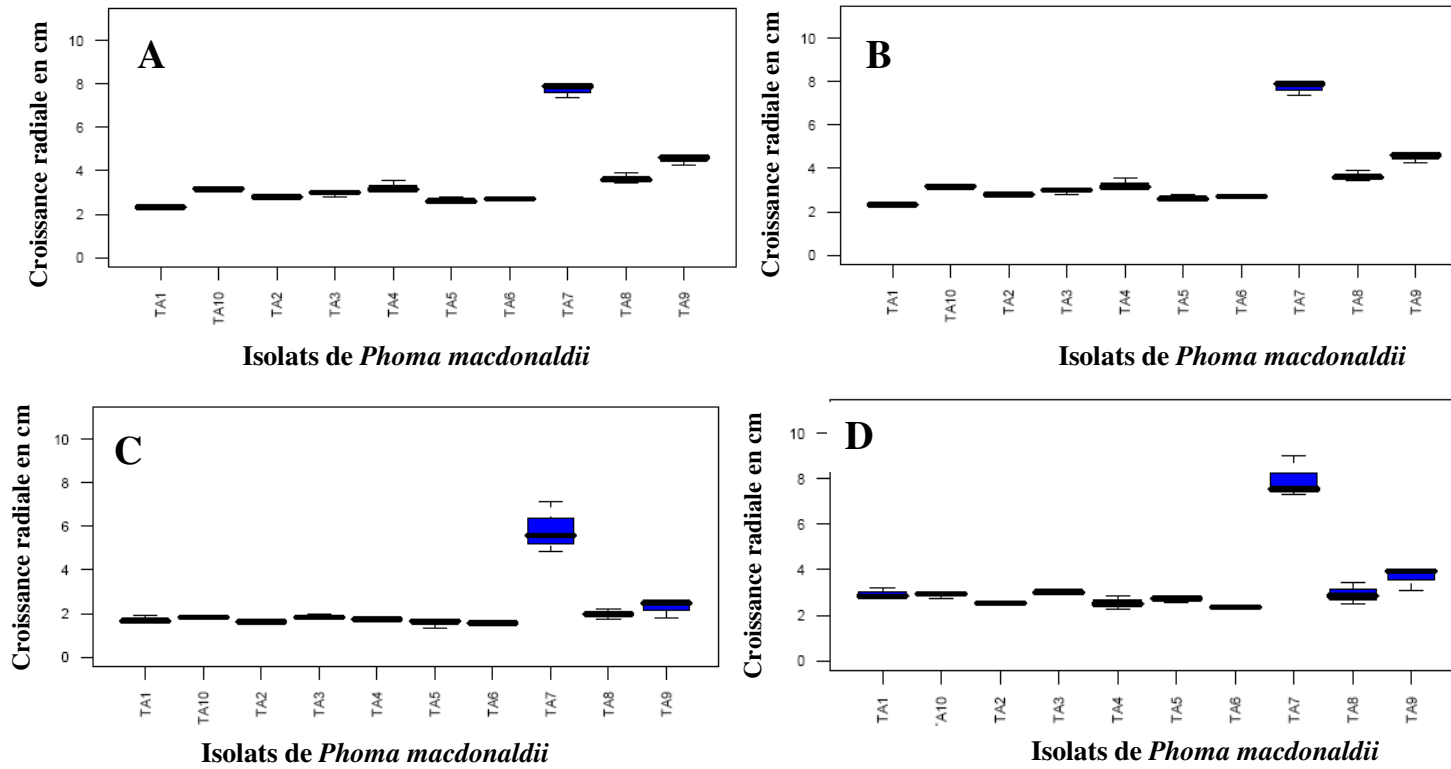 A
Croissance radiale en cm
10
8
6
4
2
0
TA1
TA10
TA2
TA3
TA4
TA5
TA6
TA7
TA8
TA9
Isolats de Phoma macdonaldii
B
Croissance radiale en cm
10
8
6
4
2
0
TA1
TA10
TA2
TA3
TA4
TA5
TA6
TA7
TA8
TA9
Isolats de Phoma macdonaldii
C
Croissance radiale en cm
10
8
6
4
2
0
TA1
TA10
TA2
TA3
TA4
TA5
TA6
TA7
TA8
TA9
Isolats de Phoma macdonaldii
D
Croissance radiale en cm
10
8
6
4
2
0
TA1
TA10
TA2
TA3
TA4
TA5
TA6
TA7
TA8
TA9
Isolats de Phoma macdonaldii